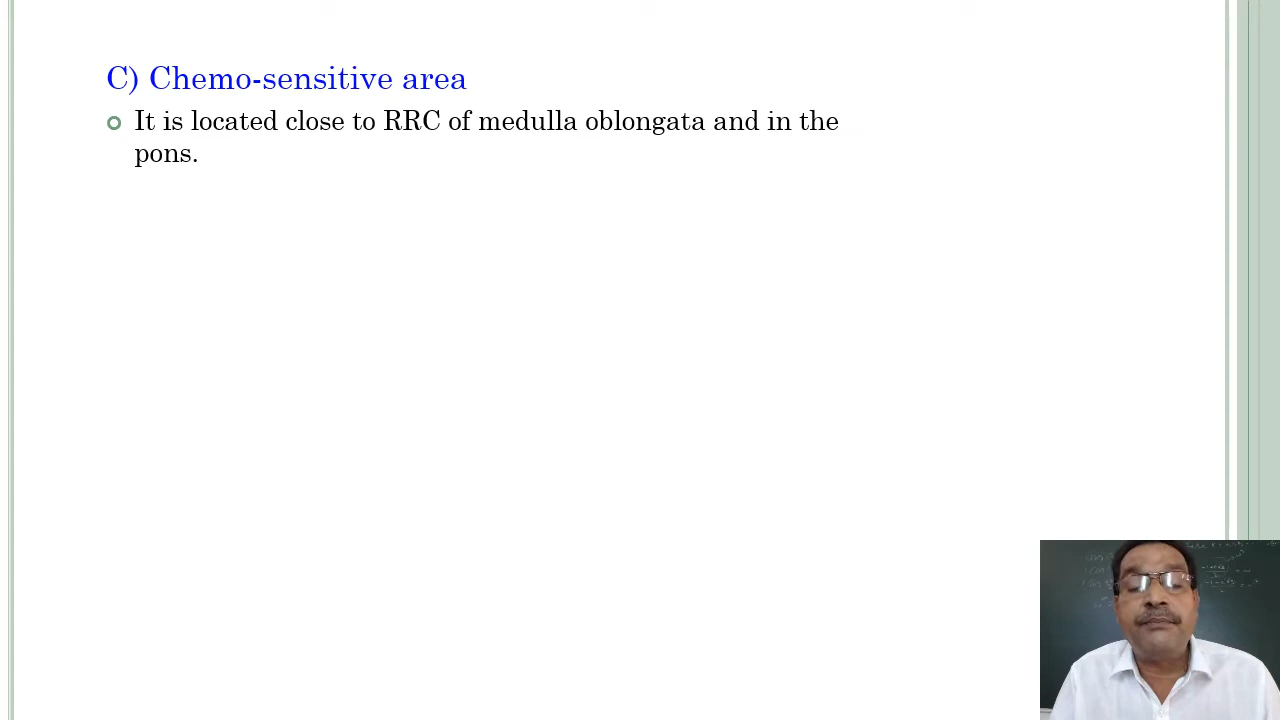 C) Chemo-sensitive area
It is located close to RRC of medulla oblongata and in the
pons.